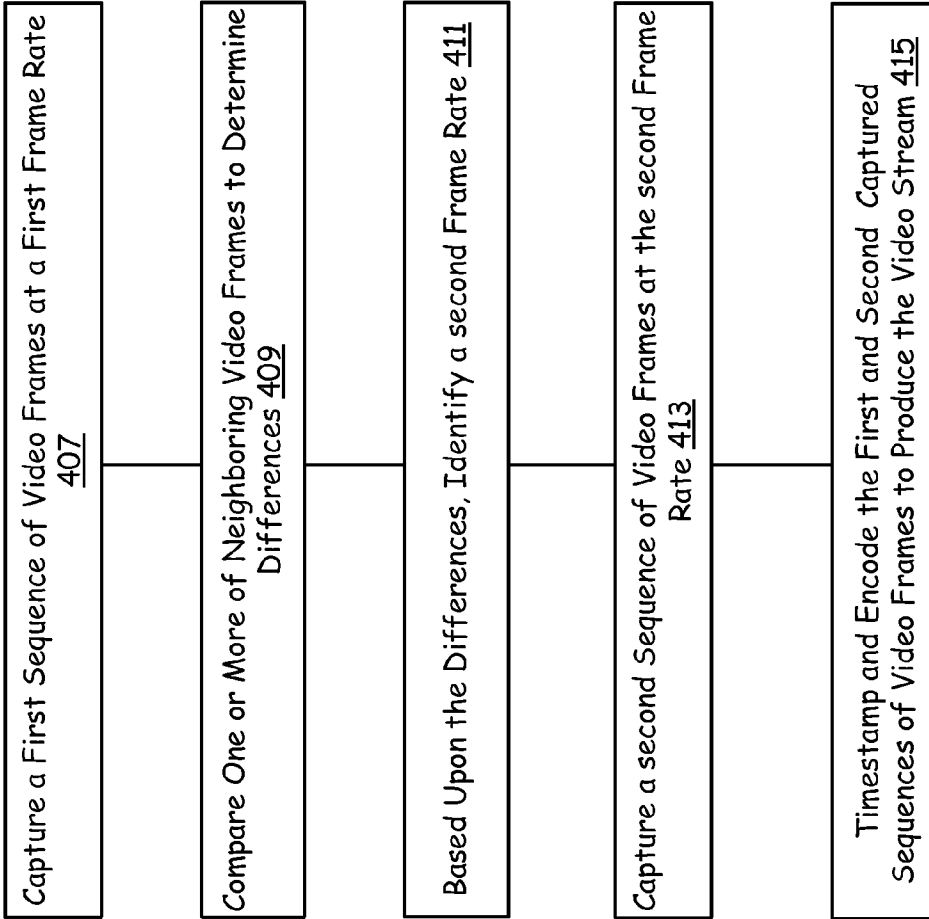 Capture a First Sequence of Video Frames at a First Frame Rate
407
Compare One or More of Neighboring Video Frames to Determine
Differences 409
Based Upon the Differences, Identify a second Frame Rate 411
Capture a second Sequence of Video Frames at the second Frame
Rate 413
Timestamp and Encode the First and Second Captured
Sequences of Video Frames to Produce the Video Stream 415